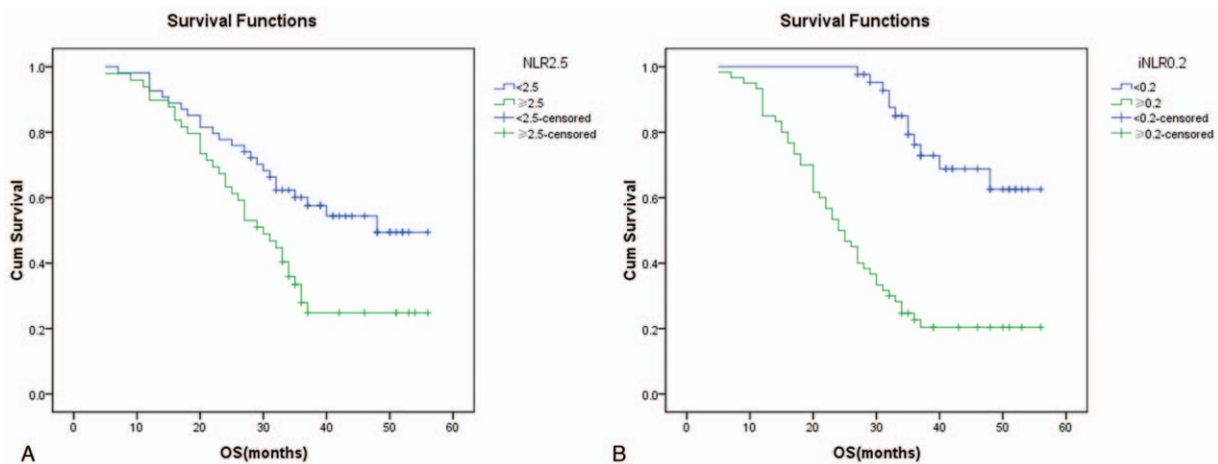 Survival Functions
NLR2.5
<2.5
≥2.5
<2.5-censored
≥2.5-censored
1.0
0.8
0.6
0.4
0.2
0.0
Cum Survival
0
10
20
30
40
50
60
OS(months)
A
Survival Functions
iNLR0.2
<0.2
≥0.2
<0.2-censored
≥0.2-censored
1.0
0.8
0.6
0.4
0.2
0.0
Cum Survival
0
10
20
30
40
50
60
OS(months)
B